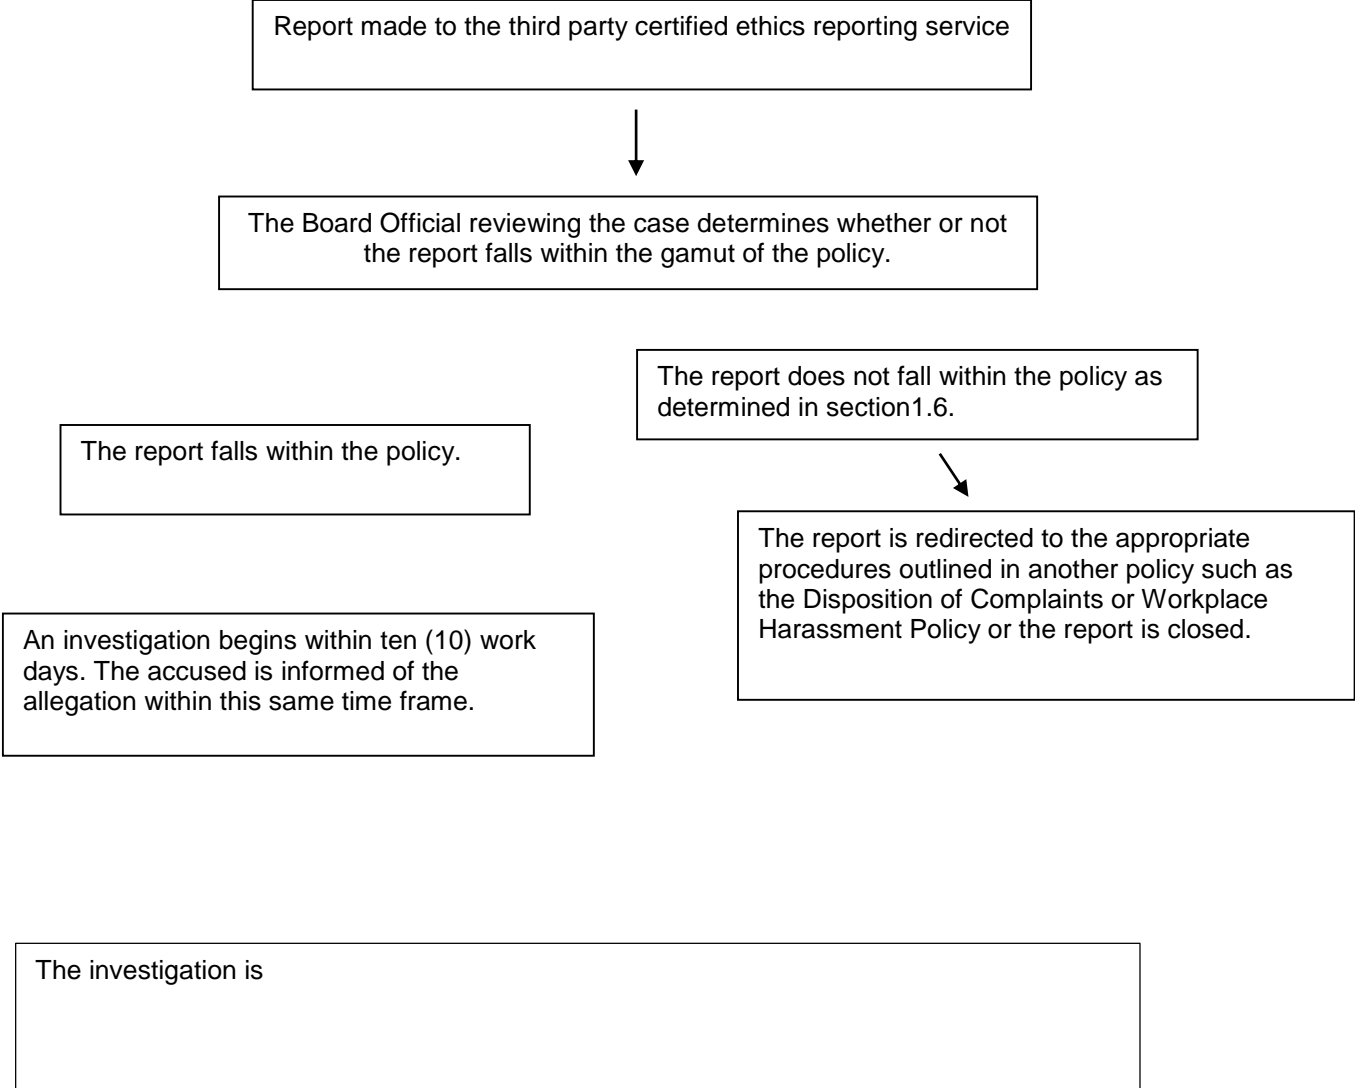 Report made to the third party certified ethics reporting service
The Board Official reviewing the case determines whether or not
the report falls within the gamut of the policy.
The report does not fall within the policy as
determined in section1.6.
The report falls within the policy.
The report is redirected to the appropriate
procedures outlined in another policy such as
the Disposition of Complaints or Workplace
Harassment Policy or the report is closed.
An investigation begins within ten (10) work
days. The accused is informed of the
allegation within this same time frame.
The investigation is